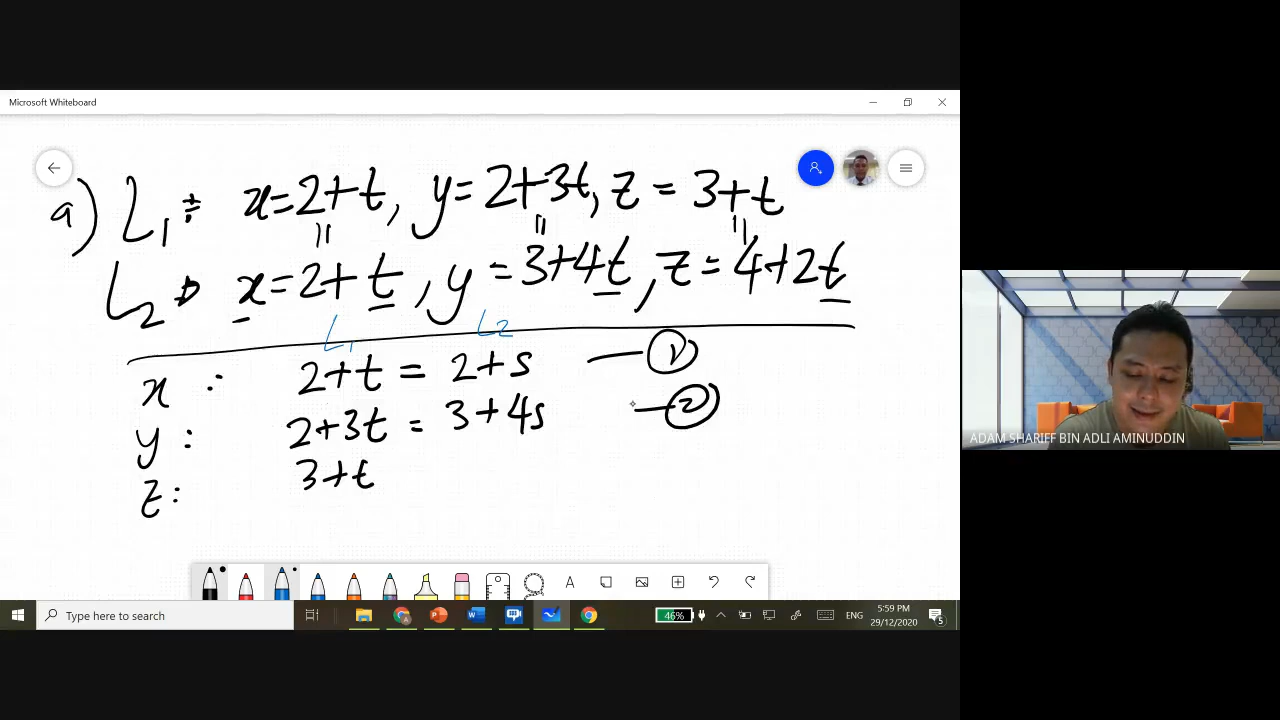 Microsoft Whiteboard
a) L₁ : x=2+t, y=2+3t, z=3+t
L₂ : x=2+t, y=3+4t, z=4+2t
L₁ L₂
x : 2+t = 2+s — ①
y : 2+3t = 3+4s — ②
z : 3+t
ADAM SHARIEF BIN ADLI AMINUDDIN
A
Type here to search
46%
ENG
5:59 PM
29/12/2020
5